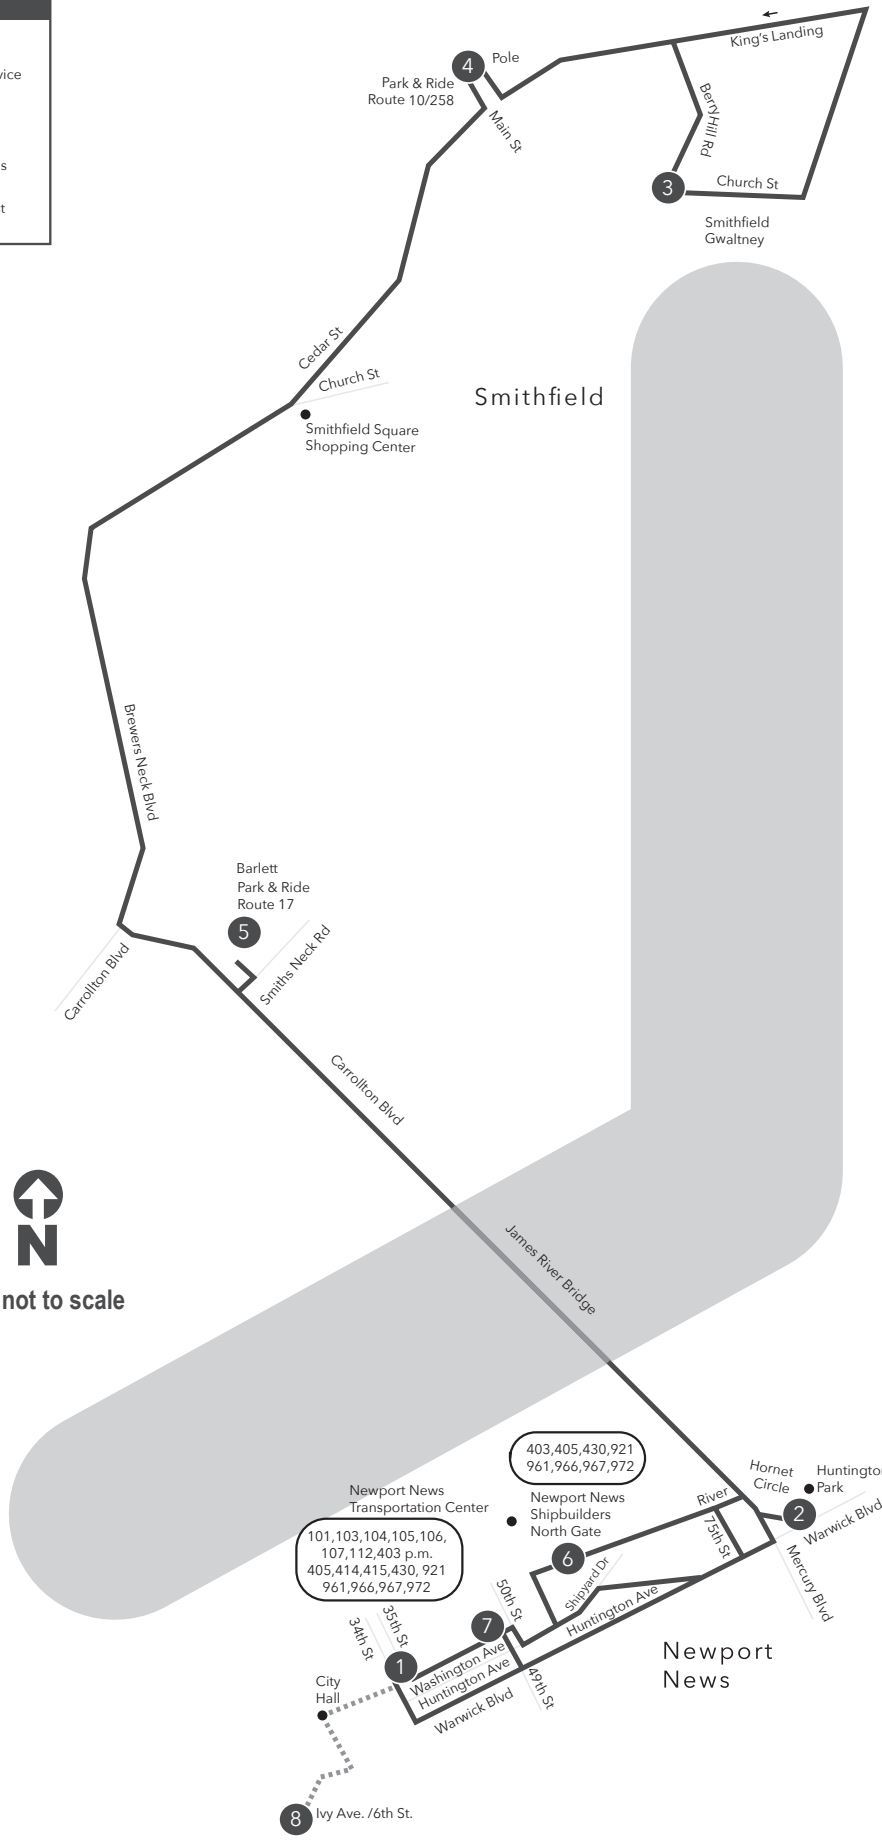 King's Landing
4
Pole
Park & Ride
Route 10/258
Main St
Berry Hill Rd
3
Church St
Smithfield
Gwaltney
Cedar St
Church St
Smithfield
Smithfield Square
Shopping Center
Brewers Neck Blvd
Barlett
Park & Ride
Route 17
5
Smiths Neck Rd
Carrollton Blvd
Carrollton Blvd
N
not to scale
James River Bridge
403,405,430,921
961,966,967,972
Hornet
Circle
Park
2
Warwick Blvd
Mercury Blvd
River
75th St
Newport News
Transportation Center
Newport News
Shipbuilders
North Gate
6
101,103,104,105,106,
107,112,403 p.m.
405,414,415,430, 921
961,966,967,972
Shipyard Dr
Huntington Ave
50th St
7
35th St
34th St
1
Washington Ave
Huntington Ave
Warwick Blvd
49th St
Newport
News
City
Hall
8
Ivy Ave. /6th St.